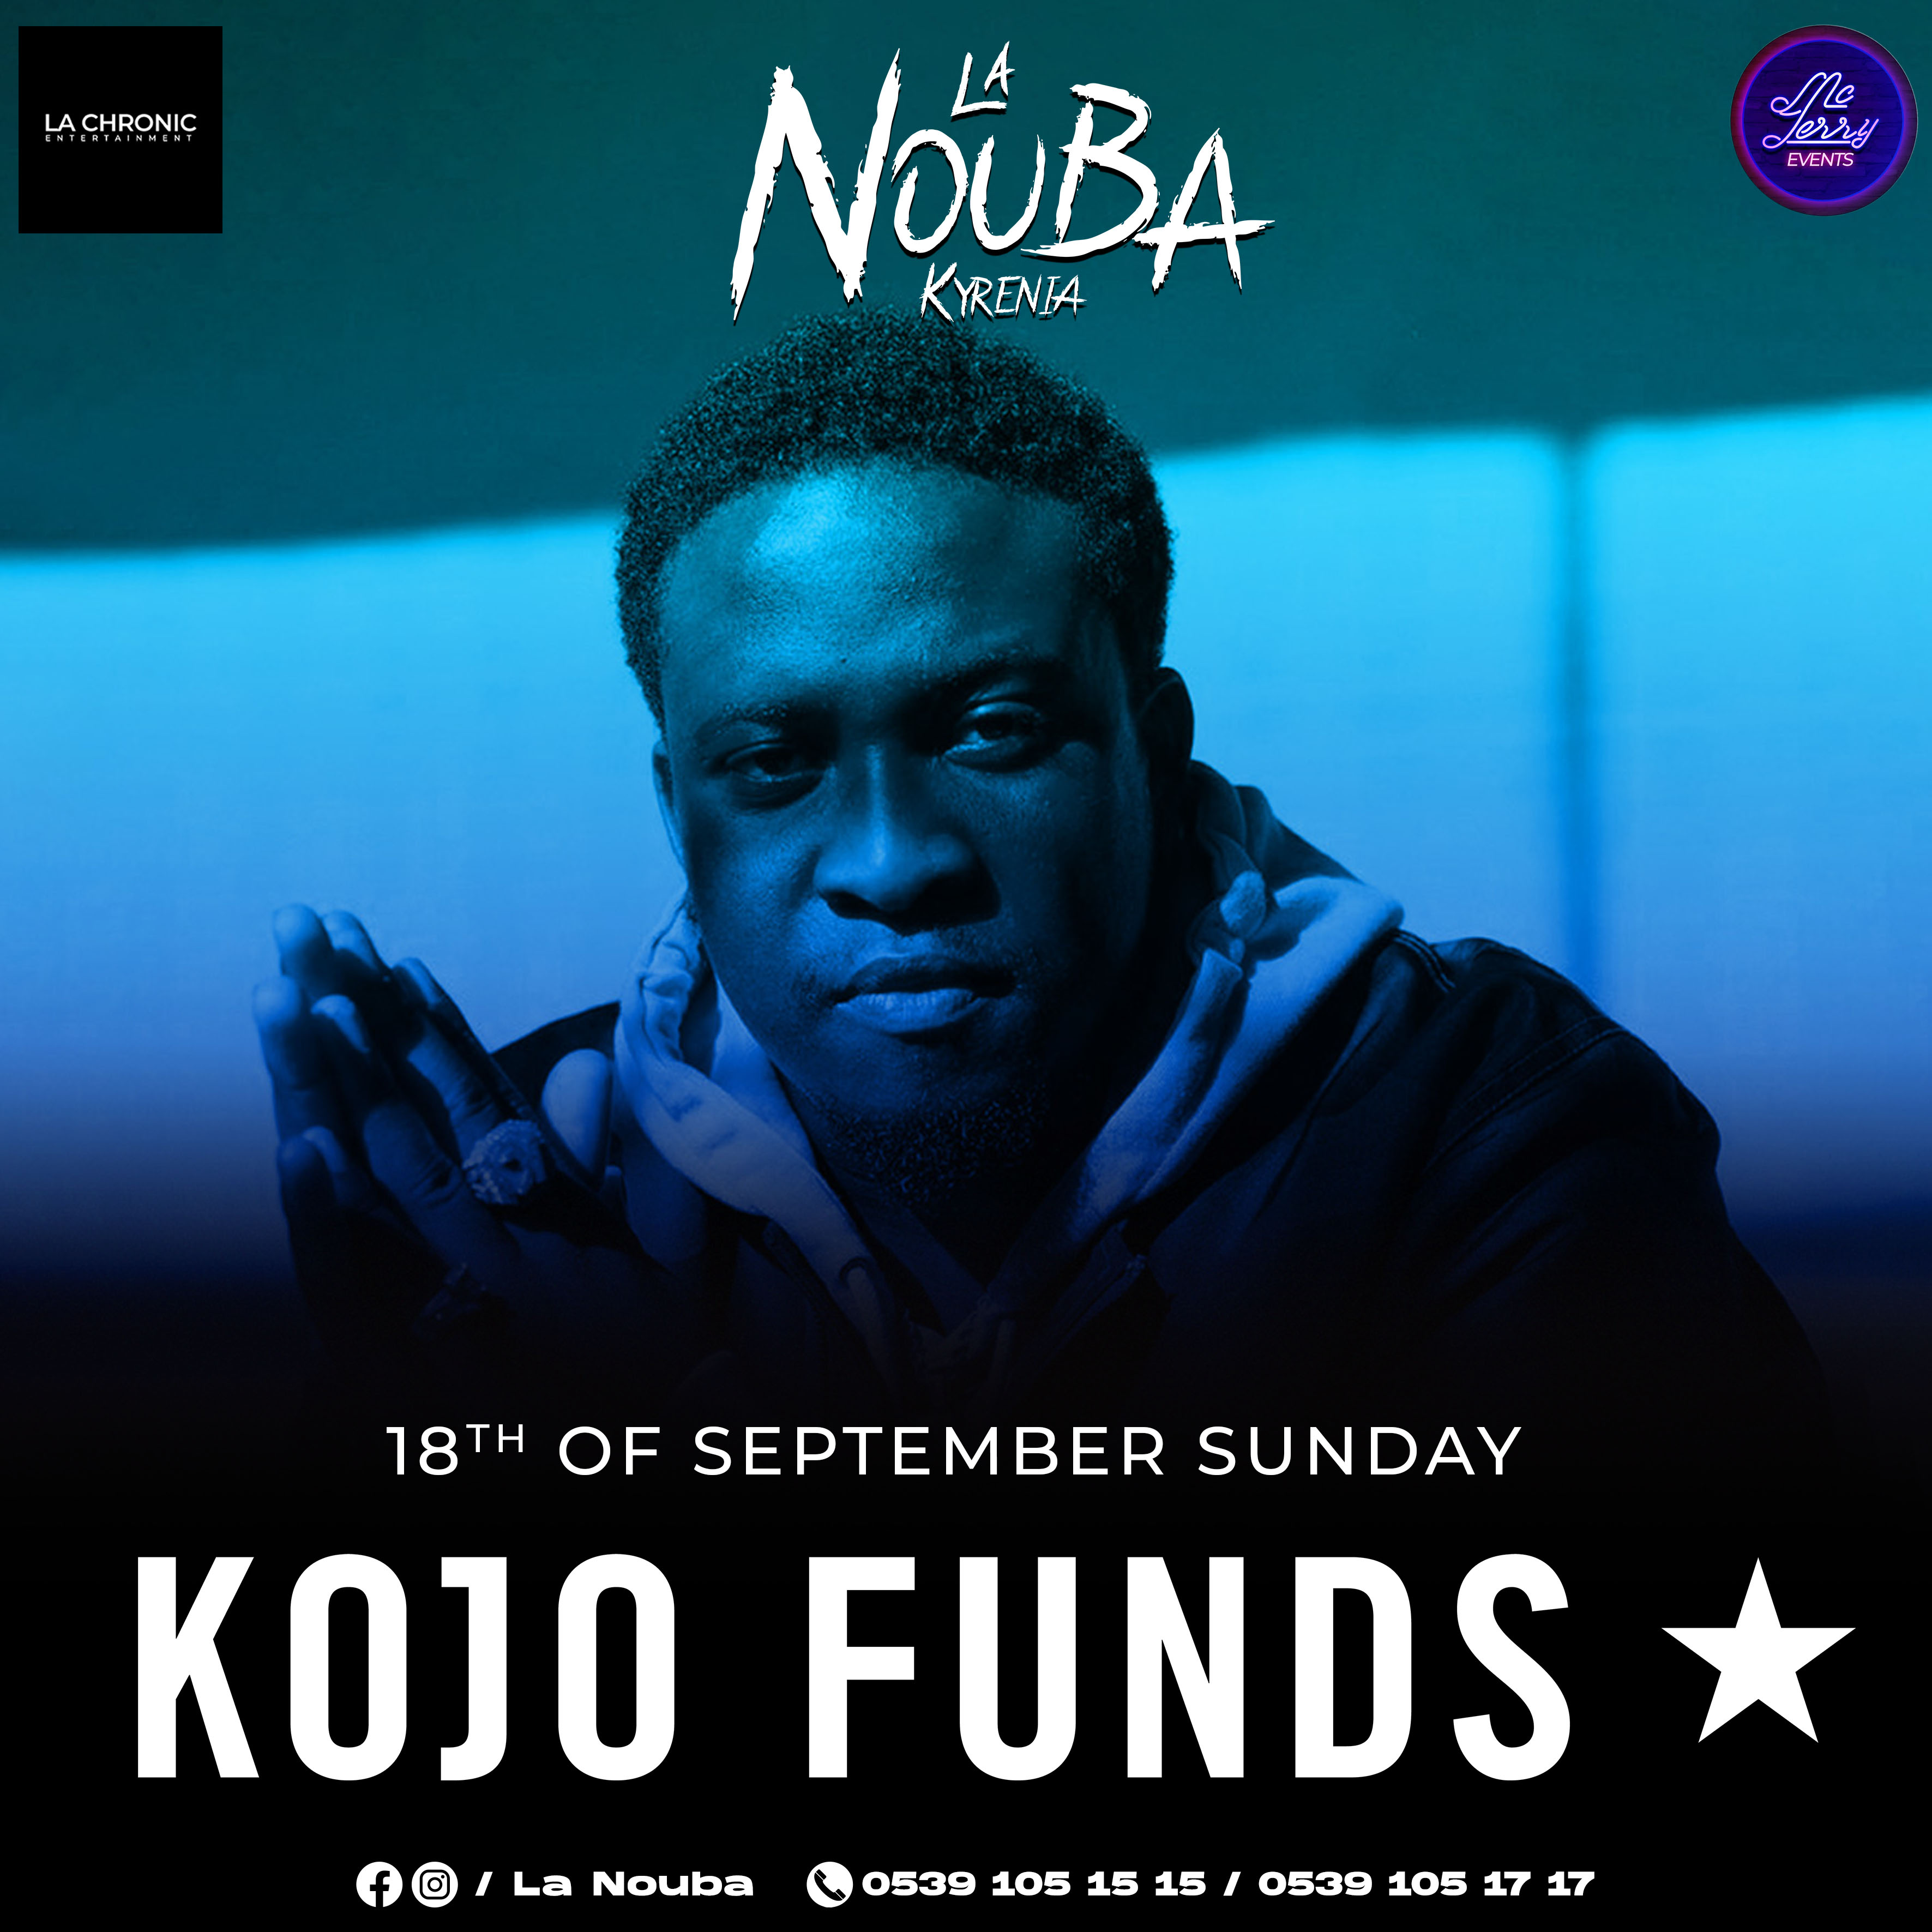 LA CHRONIC
ENTERTAINMENT
LA
NOUBA
KYRENIA
Mc
Jerry
EVENTS
18TH OF SEPTEMBER SUNDAY
KOJO FUNDS
/ La Nouba
0539 105 15 15 / 0539 105 17 17